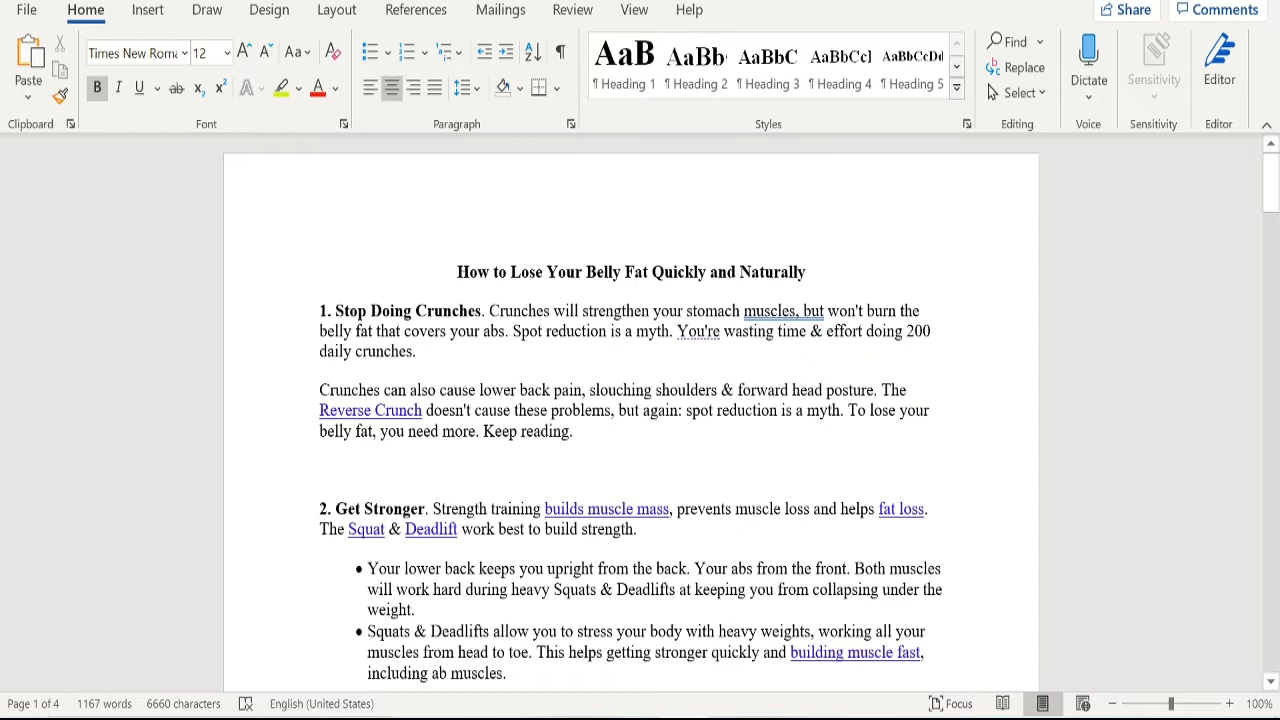 File Home Insert Draw Design Layout References Mailings Review View Help Share Comments
Times New Roma 12 Aa
AaB AaBb AaBbC AaBbCcI AaBbCcDd
Find
Paste
Replace
Dictate Sensitivity Editor
B I U ab x₂ x² A A
¶ Heading 1 ¶ Heading 2 ¶ Heading 3 ¶ Heading 4 ¶ Heading 5
Select
Clipboard Font Paragraph Styles Editing Voice Sensitivity Editor
How to Lose Your Belly Fat Quickly and Naturally
1. Stop Doing Crunches. Crunches will strengthen your stomach muscles, but won't burn the
belly fat that covers your abs. Spot reduction is a myth. You're wasting time & effort doing 200
daily crunches.
Crunches can also cause lower back pain, slouching shoulders & forward head posture. The
Reverse Crunch doesn't cause these problems, but again: spot reduction is a myth. To lose your
belly fat, you need more. Keep reading.
2. Get Stronger. Strength training builds muscle mass, prevents muscle loss and helps fat loss.
The Squat & Deadlift work best to build strength.
• Your lower back keeps you upright from the back. Your abs from the front. Both muscles
will work hard during heavy Squats & Deadlifts at keeping you from collapsing under the
weight.
• Squats & Deadlifts allow you to stress your body with heavy weights, working all your
muscles from head to toe. This helps getting stronger quickly and building muscle fast,
including ab muscles.
Page 1 of 4 1167 words 6660 characters English (United States) Focus 100%